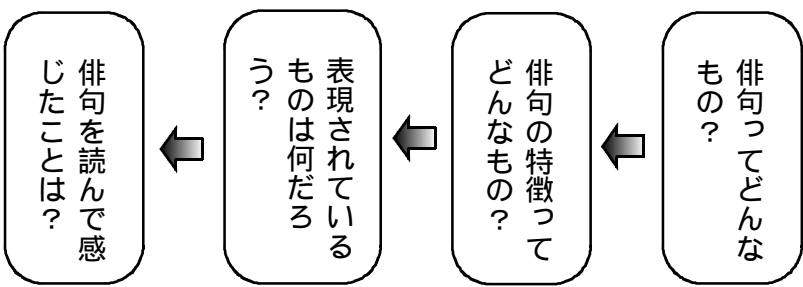 俳句ってどんな
もの？
俳句の特徴って
どんなもの？
表現されている
ものは何だろ
う？
俳句を読んで感
じたことは？